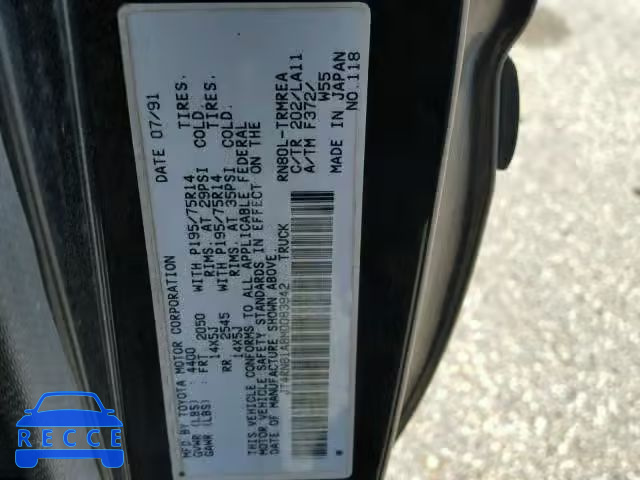 MFD BY TOYOTA MOTOR CORPORATION DATE 07/91
GVWR (LBS) 4400
GAWR (LBS) FRT 2050 WITH P195/75R14 TIRES.
14X5J RIMS. AT 29PSI COLD.
RR 2545 WITH P195/75R14 TIRES.
14X5J RIMS. AT 35PSI COLD.
THIS VEHICLE CONFORMS TO ALL APPLICABLE FEDERAL
MOTOR VEHICLE SAFETY STANDARDS IN EFFECT ON THE
DATE OF MANUFACTURE SHOWN ABOVE.
TRUCK
RN80L-TRMREA
C/TR 202/LA11
A/TM F372/
W55
MADE IN JAPAN
NO.118
RECCE